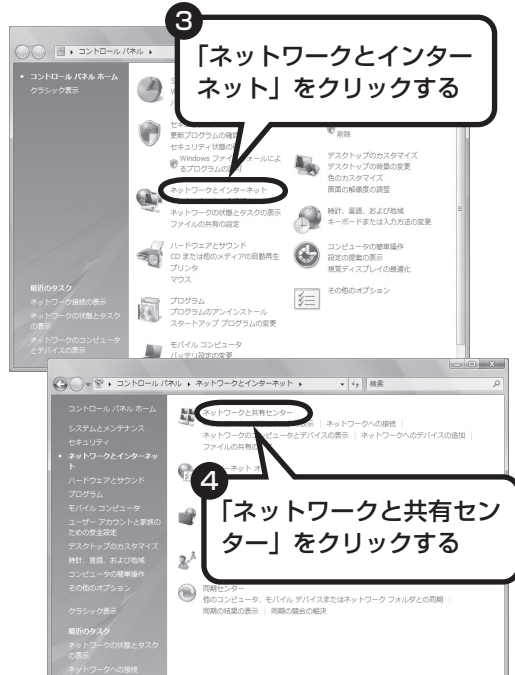 3
「ネットワークとインター
ネット」をクリックする
コントロール パネル
コントロール パネル ホーム
クラシック表示
更新プログラムの確認
セキュリティ状態の
Windows ファイ ォールによ
るプログラムの
ネットワークとインターネット
ネットワークの状態とタスクの表示
ファイルの共有の設定
ハードウェアとサウンド
CD または他のメディアの自動再生
プリンタ
マウス
プログラム
プログラムのアンインストール
スタートアップ プログラムの変更
モバイル コンピュータ
バッテリ設定の変更
削除
デスクトップのカスタマイズ
デスクトップの背景の変更
色のカスタマイズ
画面の解像度の調整
時計、言語、および地域
キーボードまたは入力方法の変更
コンピュータの簡単操作
設定の提案の表示
視覚ディスプレイの最適化
その他のオプション
最近のタスク
ネットワーク接続の表示
ネットワークの状態とタスク
の表示
ネットワークのコンピュータ
とデバイスの表示
コントロール パネル ネットワークとインターネット
検索
コントロール パネル ホーム
システムとメンテナンス
セキュリティ
ネットワークとインターネッ
ト
ハードウェアとサウンド
プログラム
モバイル コンピュータ
ユーザー アカウントと家族の
ための安全設定
デスクトップのカスタマイズ
時計、言語、および地域
コンピュータの簡単操作
その他のオプション
クラシック表示
最近のタスク
ネットワークの状態とタスク
の表示
ネットワークへの接続
ネットワークと共有センター
の表示 | ネットワークへの接続 |
ネットワークのコンピュータとデバイスの表示 | ネットワークへのデバイスの追加 |
ファイルの共有の
ーネット オ
4
「ネットワークと共有セン
ター」をクリックする
同期センター
他のコンピュータ、モバイル デバイスまたはネットワーク フォルダとの同期 |
同期の結果の表示 | 同期の競合の解決